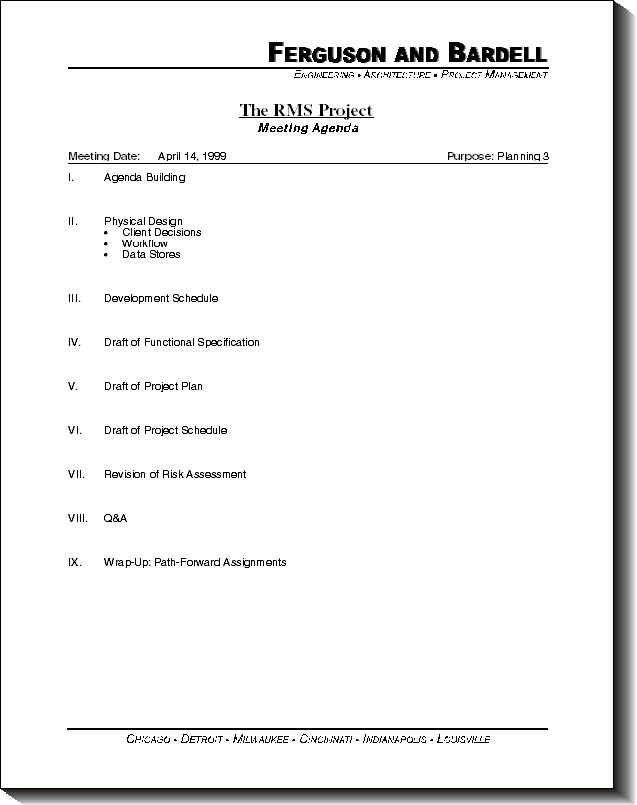 FERGUSON AND BARDELL
ENGINEERING • ARCHITECTURE • PROJECT MANAGEMENT
The RMS Project
Meeting Agenda
Meeting Date: April 14, 1999 Purpose: Planning 3
I. Agenda Building
II. Physical Design
• Client Decisions
• Workflow
• Data Stores
III. Development Schedule
IV. Draft of Functional Specification
V. Draft of Project Plan
VI. Draft of Project Schedule
VII. Revision of Risk Assessment
VIII. Q&A
IX. Wrap-Up: Path-Forward Assignments
CHICAGO • DETROIT • MILWAUKEE • CINCINNATI • INDIANAPOLIS • LOUISVILLE